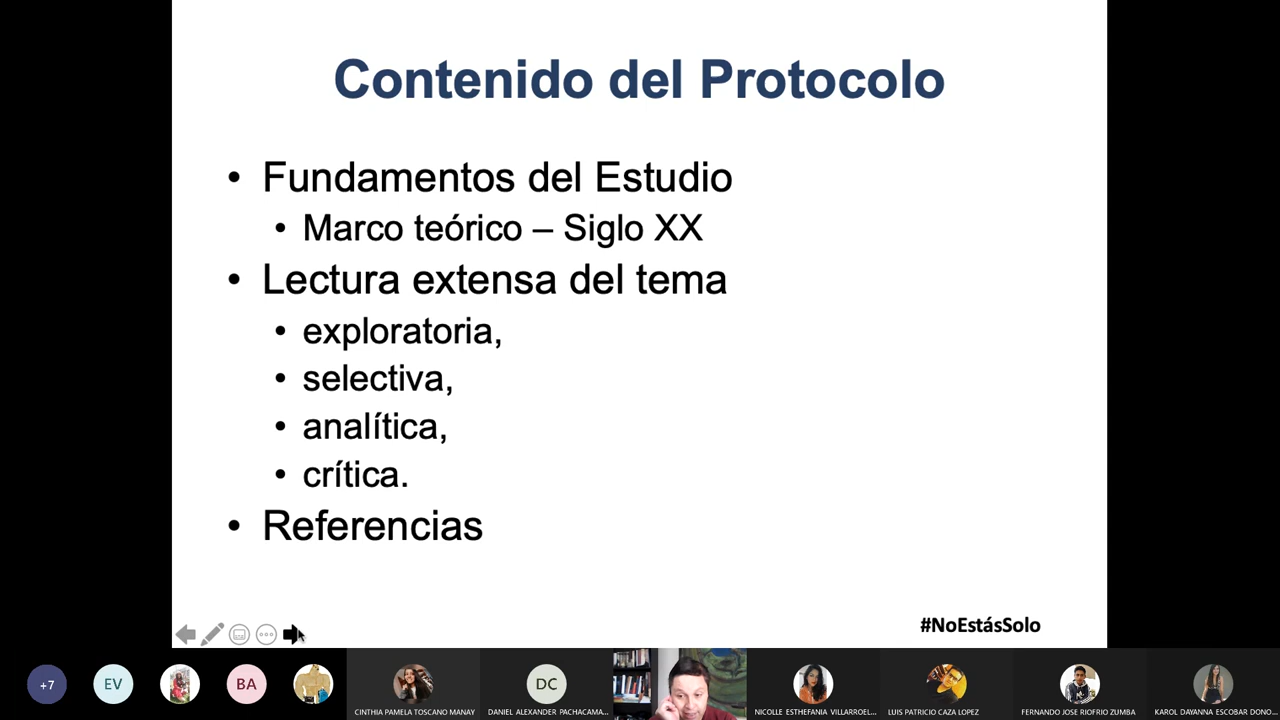 Contenido del Protocolo
• Fundamentos del Estudio
• Marco teórico – Siglo XX
• Lectura extensa del tema
• exploratoria,
• selectiva,
• analítica,
• crítica.
• Referencias
#NoEstásSolo
+7
EV
BA
DC
CINTHIA PAMELA TOSCANO MANAY
DANIEL ALEXANDER PACHACAMA...
NICOLLE ESTHEFANIA VILLARROEL...
LUIS PATRICIO CAZA LOPEZ
FERNANDO JOSE RIOFRIO ZUMBA
KAROL DAYANNA ESCOBAR DONO...